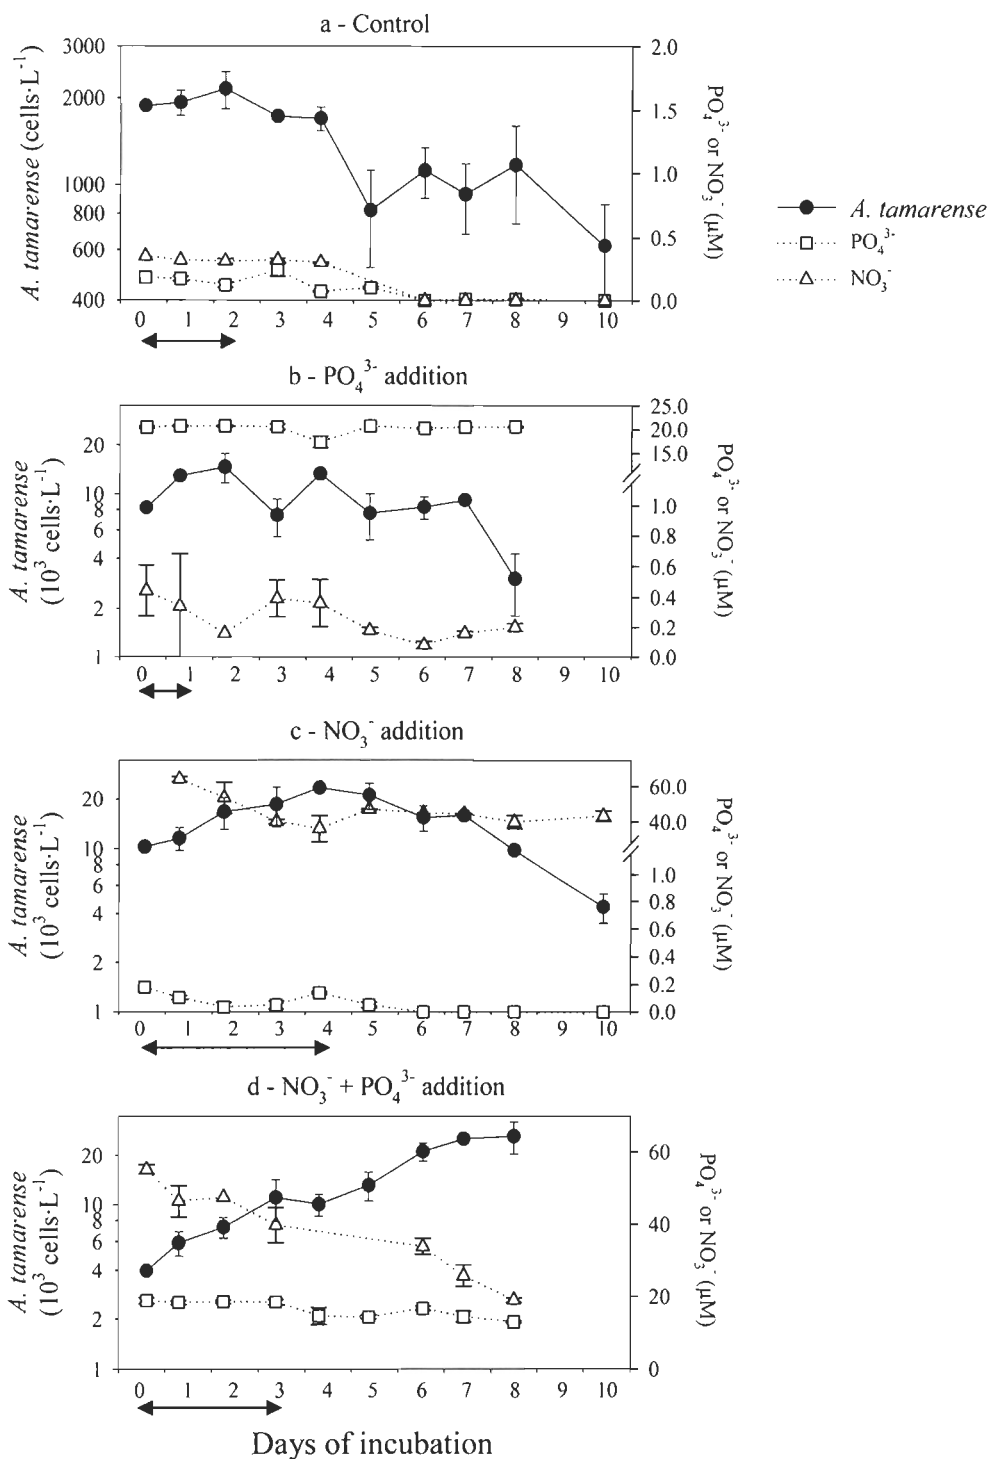 a - Control
3000
2000
1000
800
600
400
A. tamarense (cells·L⁻¹)
2.0
1.5
1.0
0.5
0.0
PO₄³⁻ or NO₃⁻ (µM)
0 1 2 3 4 5 6 7 8 9 10
A. tamarense
PO₄³⁻
NO₃⁻
b - PO₄³⁻ addition
20
10
8
6
4
2
1
A. tamarense
(10³ cells·L⁻¹)
25.0
20.0
15.0
1.0
0.8
0.6
0.4
0.2
0.0
PO₄³⁻ or NO₃⁻ (µM)
0 1 2 3 4 5 6 7 8 9 10
c - NO₃⁻ addition
20
10
8
6
4
2
1
A. tamarense
(10³ cells·L⁻¹)
60.0
40.0
1.0
0.8
0.6
0.4
0.2
0.0
PO₄³⁻ or NO₃⁻ (µM)
0 1 2 3 4 5 6 7 8 9 10
d - NO₃⁻ + PO₄³⁻ addition
20
10
8
6
4
2
1
A. tamarense
(10³ cells·L⁻¹)
60
40
20
0
PO₄³⁻ or NO₃⁻ (µM)
0 1 2 3 4 5 6 7 8 9 10
Days of incubation